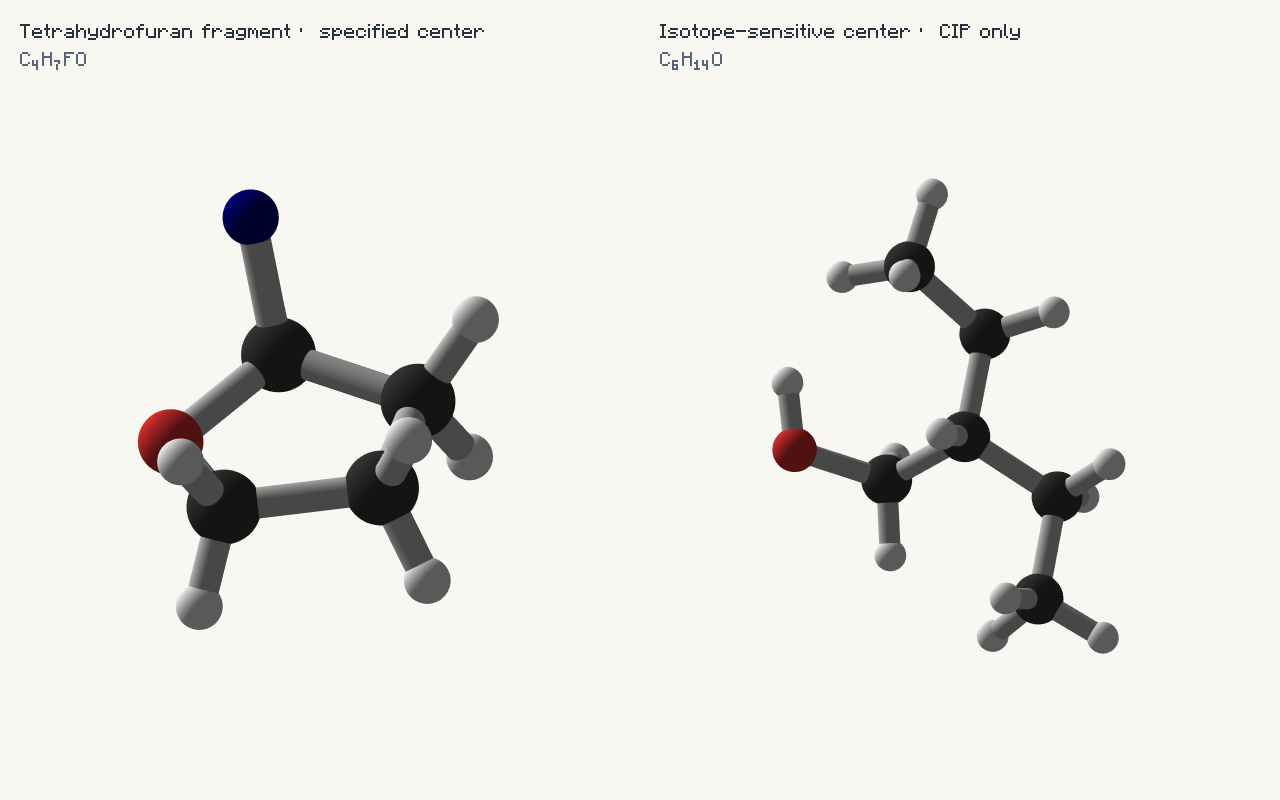 Tetrahydrofuran fragment · specified center
C₄H₇FO
Isotope-sensitive center · CIP only
C₆H₁₄O